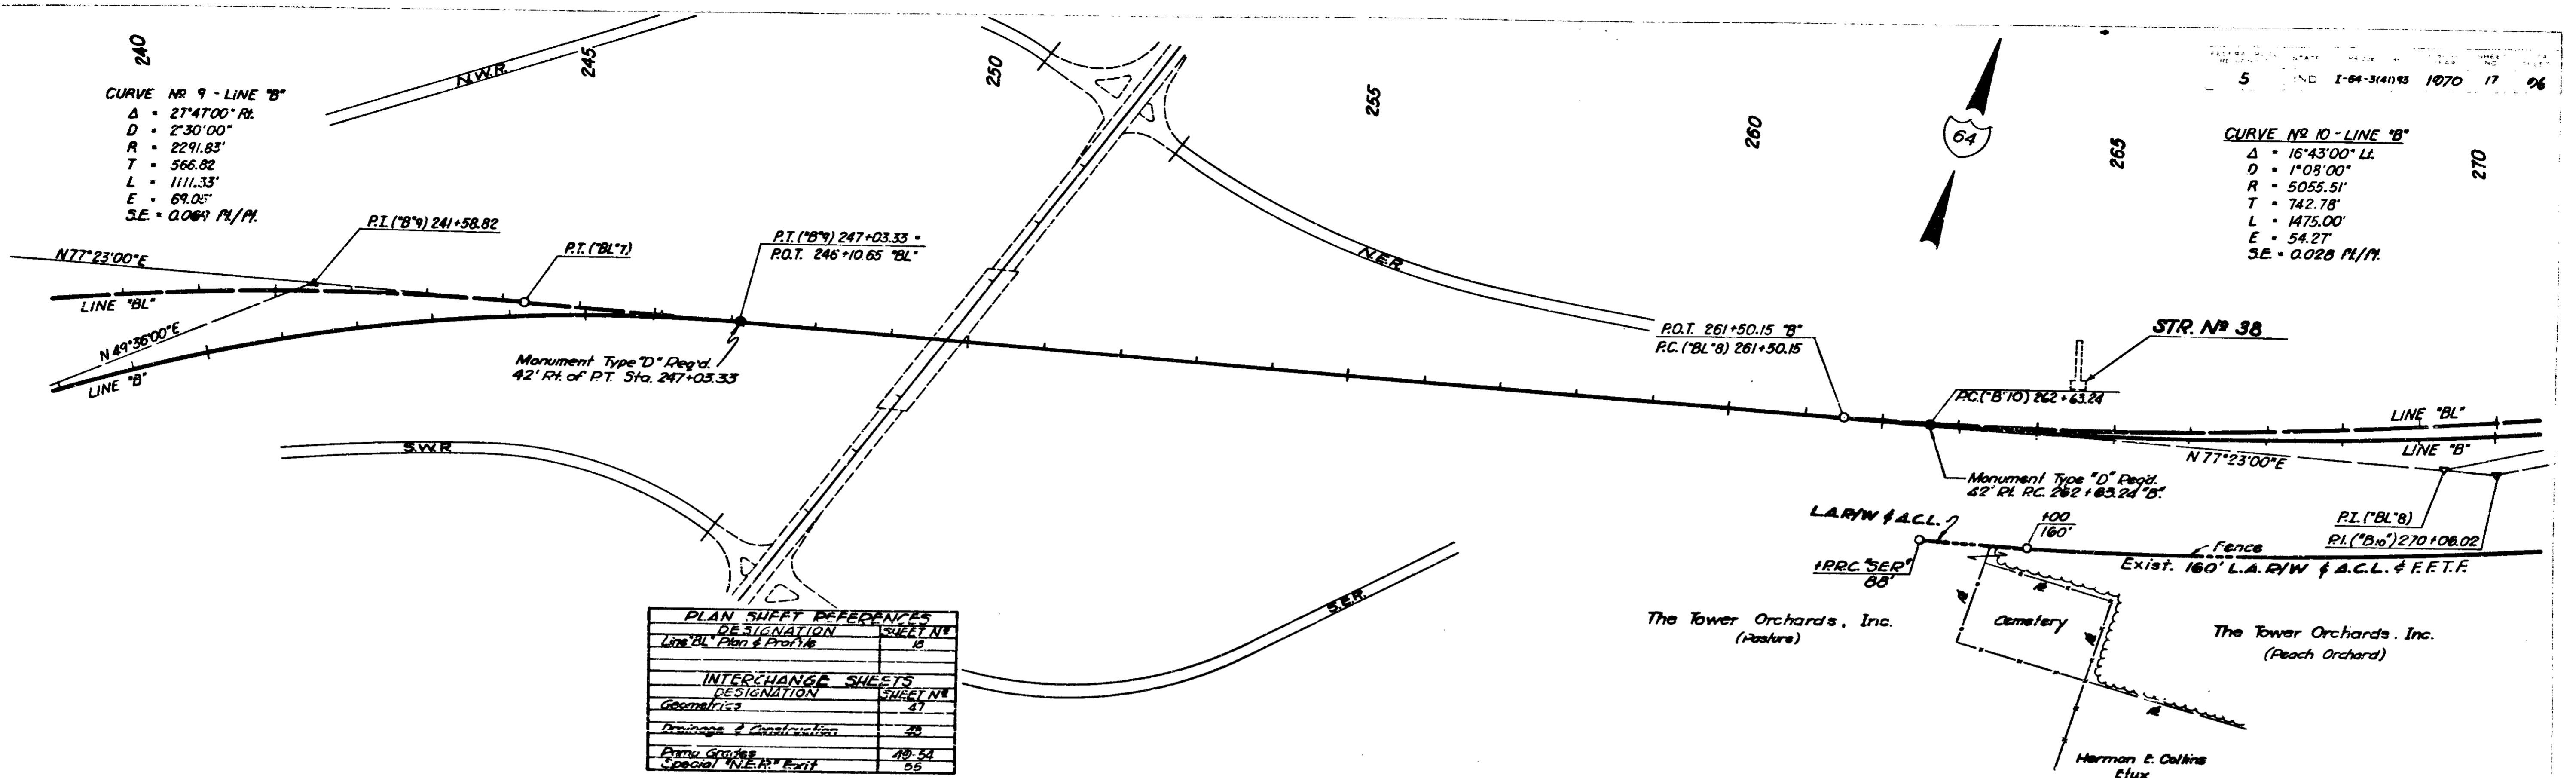 240
245
250
255
260
265
270
N.W.R.
64
5 IND I-64-3(41)93 1970 17
CURVE Nº 9 - LINE "B"
Δ = 27°47'00" Rt.
D = 2°30'00"
R = 2291.83'
T = 566.82
L = 1111.33'
E = 69.05'
S.E. = 0.069 Ft./Ft.
CURVE Nº 10 - LINE "B"
Δ = 16°43'00" Lt.
D = 1°08'00"
R = 5055.51'
T = 742.78'
L = 1475.00'
E = 54.27'
S.E. = 0.028 Ft./Ft.
P.I. ("B"9) 241+58.82
P.T. ("BL"7)
P.T. ("B"9) 247+03.33 =
P.O.T. 246+10.65 "BL"
N77°23'00"E
LINE "BL"
N 49°36'00"E
LINE "B"
Monument Type "D" Req'd.
42' Rt. of P.T. Sta. 247+03.33
N.E.R.
P.O.T. 261+50.15 "B"
P.C. ("BL"8) 261+50.15
STR. Nº 38
P.C. ("B"10) 262+63.24
LINE "BL"
LINE "B"
N 77°23'00"E
Monument Type "D" Req'd.
42' Rt. P.C. 262+63.24 "B"
P.I. ("BL"8)
P.I. ("B10") 270+06.02
S.W.R.
S.E.R.
L.A.R/W & A.C.L.
+00
160'
+P.R.C. "SER"
88'
Fence
Exist. 160' L.A. R/W & A.C.L. & F.F.T.F.
The Tower Orchards, Inc.
(Pasture)
Cemetery
The Tower Orchards, Inc.
(Peach Orchard)
Herman E. Collins
Etux
PLAN SHEET REFERENCES
DESIGNATION SHEET Nº
Line "BL" Plan & Profile 18
INTERCHANGE SHEETS
DESIGNATION SHEET Nº
Geometrics 47
Drainage & Construction
Grades 49-54
Special "N.E.R." Exit 55